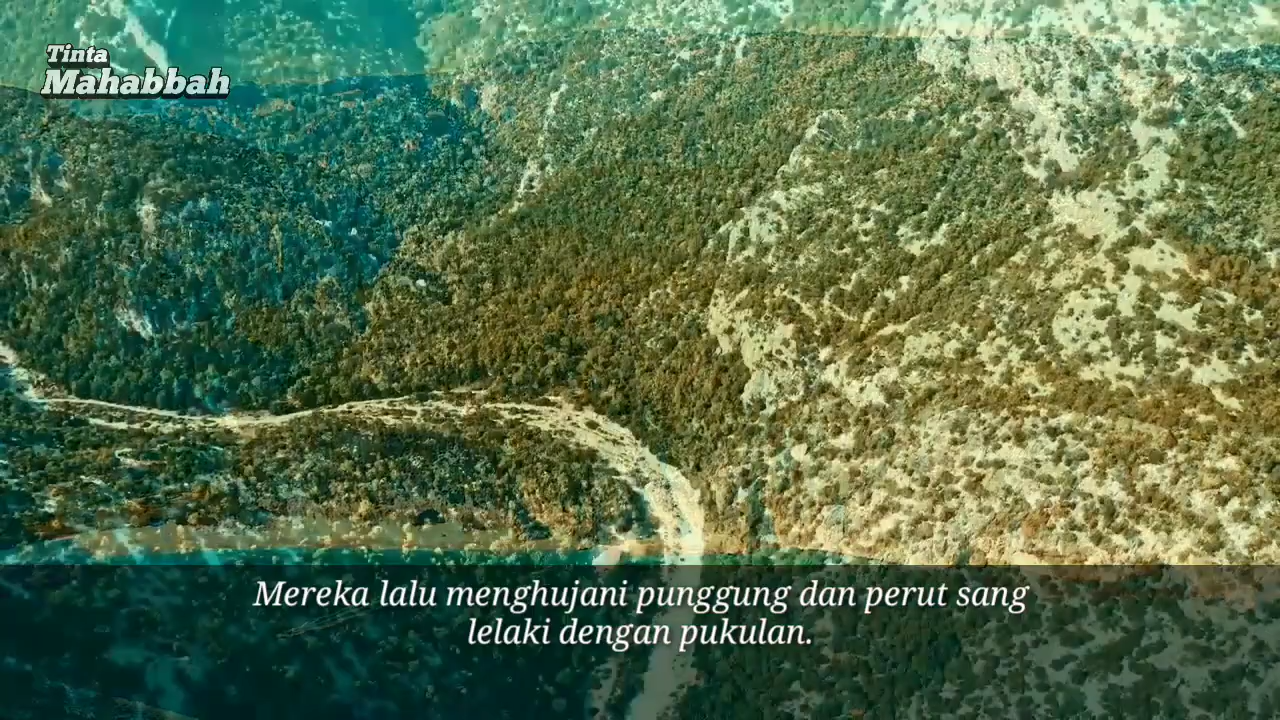 Tinta
Mahabbah
Mereka lalu menghujani punggung dan perut sang
lelaki dengan pukulan.